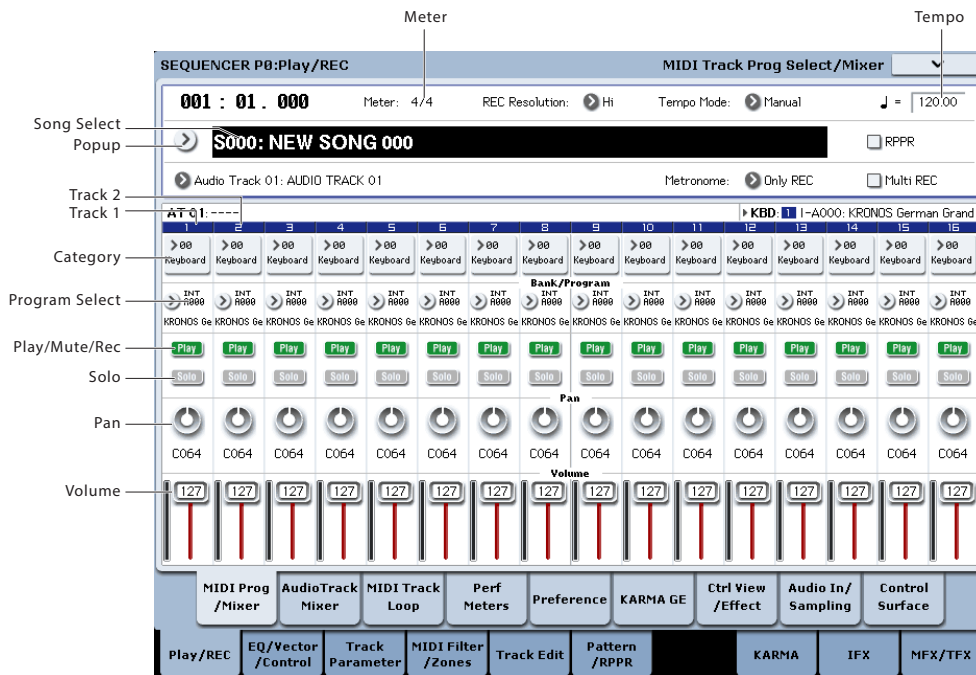 Meter Tempo
SEQUENCER P0:Play/REC MIDI Track Prog Select/Mixer
001 : 01 . 000 Meter: 4/4 REC Resolution: Hi Tempo Mode: Manual ♩ = 120.00
Song Select
Popup S000: NEW SONG 000 RPPR
Audio Track 01: AUDIO TRACK 01 Metronome: Only REC Multi REC
Track 2
Track 1 AT 01: ---- KBD: 1 I-A000: KRONOS German Grand
1 2 3 4 5 6 7 8 9 10 11 12 13 14 15 16
>00 >00 >00 >00 >00 >00 >00 >00 >00 >00 >00 >00 >00 >00 >00 >00
Category Keyboard Keyboard Keyboard Keyboard Keyboard Keyboard Keyboard Keyboard Keyboard Keyboard Keyboard Keyboard Keyboard Keyboard Keyboard Keyboard
Bank/Program
INT INT INT INT INT INT INT INT INT INT INT INT INT INT INT INT
Program Select A000 A000 A000 A000 A000 A000 A000 A000 A000 A000 A000 A000 A000 A000 A000 A000
KRONOS Ge KRONOS Ge KRONOS Ge KRONOS Ge KRONOS Ge KRONOS Ge KRONOS Ge KRONOS Ge KRONOS Ge KRONOS Ge KRONOS Ge KRONOS Ge KRONOS Ge KRONOS Ge KRONOS Ge KRONOS Ge
Play/Mute/Rec Play Play Play Play Play Play Play Play Play Play Play Play Play Play Play Play
Solo Solo Solo Solo Solo Solo Solo Solo Solo Solo Solo Solo Solo Solo Solo Solo Solo
Pan
Pan
C064 C064 C064 C064 C064 C064 C064 C064 C064 C064 C064 C064 C064 C064 C064 C064
Volume
Volume 127 127 127 127 127 127 127 127 127 127 127 127 127 127 127 127
MIDI Prog AudioTrack MIDI Track Perf Preference KARMA GE Ctrl View Audio In/ Control
/Mixer Mixer Loop Meters /Effect Sampling Surface
Play/REC EQ/Vector Track MIDI Filter Track Edit Pattern KARMA IFX MFX/TFX
/Control Parameter /Zones /RPPR